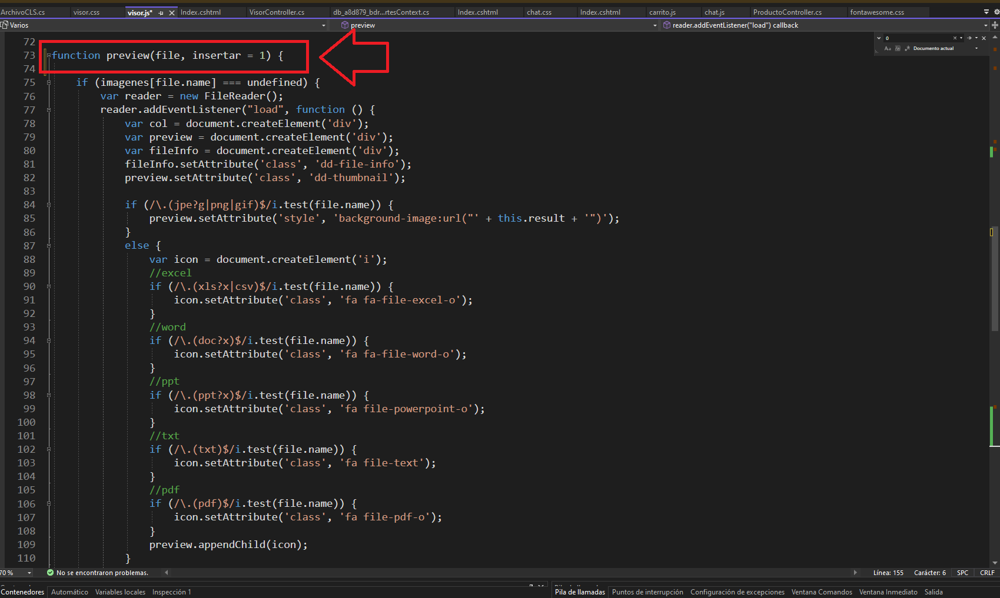 ArchivoCLS.cs visor.css visor.js* Index.cshtml VisorController.cs db_a8d879_bdr...rtesContext.cs Index.cshtml chat.css Index.cshtml carrito.js chat.js ProductoController.cs fontawesome.css
Varios preview reader.addEventListener("load") callback
0
Aa Documento actual
72
73 function preview(file, insertar = 1) {
74
75 if (imagenes[file.name] === undefined) {
76 var reader = new FileReader();
77 reader.addEventListener("load", function () {
78 var col = document.createElement('div');
79 var preview = document.createElement('div');
80 var fileInfo = document.createElement('div');
81 fileInfo.setAttribute('class', 'dd-file-info');
82 preview.setAttribute('class', 'dd-thumbnail');
83
84 if (/\.(jpe?g|png|gif)$/i.test(file.name)) {
85 preview.setAttribute('style', 'background-image:url("' + this.result + '")');
86 }
87 else {
88 var icon = document.createElement('i');
89 //excel
90 if (/\.(xls?x|csv)$/i.test(file.name)) {
91 icon.setAttribute('class', 'fa fa-file-excel-o');
92 }
93 //word
94 if (/\.(doc?x)$/i.test(file.name)) {
95 icon.setAttribute('class', 'fa fa-file-word-o');
96 }
97 //ppt
98 if (/\.(ppt?x)$/i.test(file.name)) {
99 icon.setAttribute('class', 'fa file-powerpoint-o');
100 }
101 //txt
102 if (/\.(txt)$/i.test(file.name)) {
103 icon.setAttribute('class', 'fa file-text');
104 }
105 //pdf
106 if (/\.(pdf)$/i.test(file.name)) {
107 icon.setAttribute('class', 'fa file-pdf-o');
108 }
109 preview.appendChild(icon);
110 }
70 % No se encontraron problemas. Línea: 155 Carácter: 6 SPC CRLF
Contenedores Automático Variables locales Inspección 1 Pila de llamadas Puntos de interrupción Configuración de excepciones Ventana Comandos Ventana Inmediato Salida